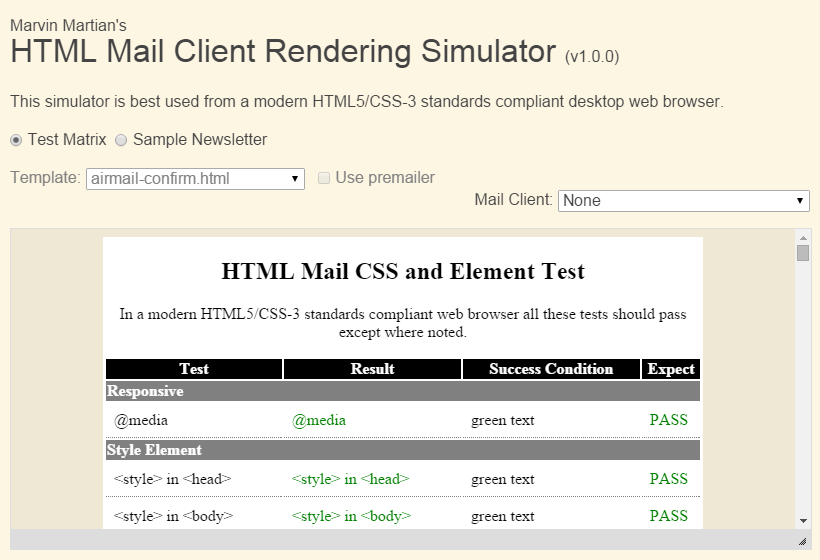 Marvin Martian's
HTML Mail Client Rendering Simulator (v1.0.0)
This simulator is best used from a modern HTML5/CSS-3 standards compliant desktop web browser.
Test Matrix Sample Newsletter
Template: airmail-confirm.html Use premailer
Mail Client: None
HTML Mail CSS and Element Test
In a modern HTML5/CSS-3 standards compliant web browser all these tests should pass
except where noted.
Test Result Success Condition Expect
Responsive
@media @media green text PASS
Style Element
<style> in <head> <style> in <head> green text PASS
<style> in <body> <style> in <body> green text PASS